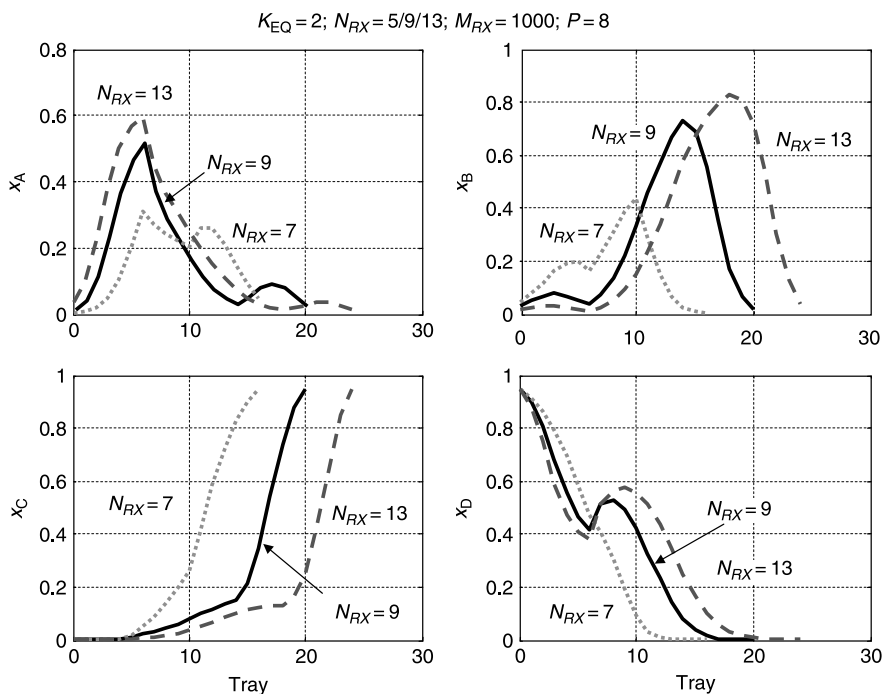 K_EQ = 2; N_RX = 5/9/13; M_RX = 1000; P = 8
0.8
0.6
0.4
0.2
0
0 10 20 30
x_A
N_RX = 13
N_RX = 9
N_RX = 7
1
0.8
0.6
0.4
0.2
0
0 10 20 30
x_B
N_RX = 9
N_RX = 13
N_RX = 7
1
0.8
0.6
0.4
0.2
0
0 10 20 30
x_C
N_RX = 7
N_RX = 13
N_RX = 9
Tray
1
0.8
0.6
0.4
0.2
0
0 10 20 30
x_D
N_RX = 9
N_RX = 13
N_RX = 7
Tray